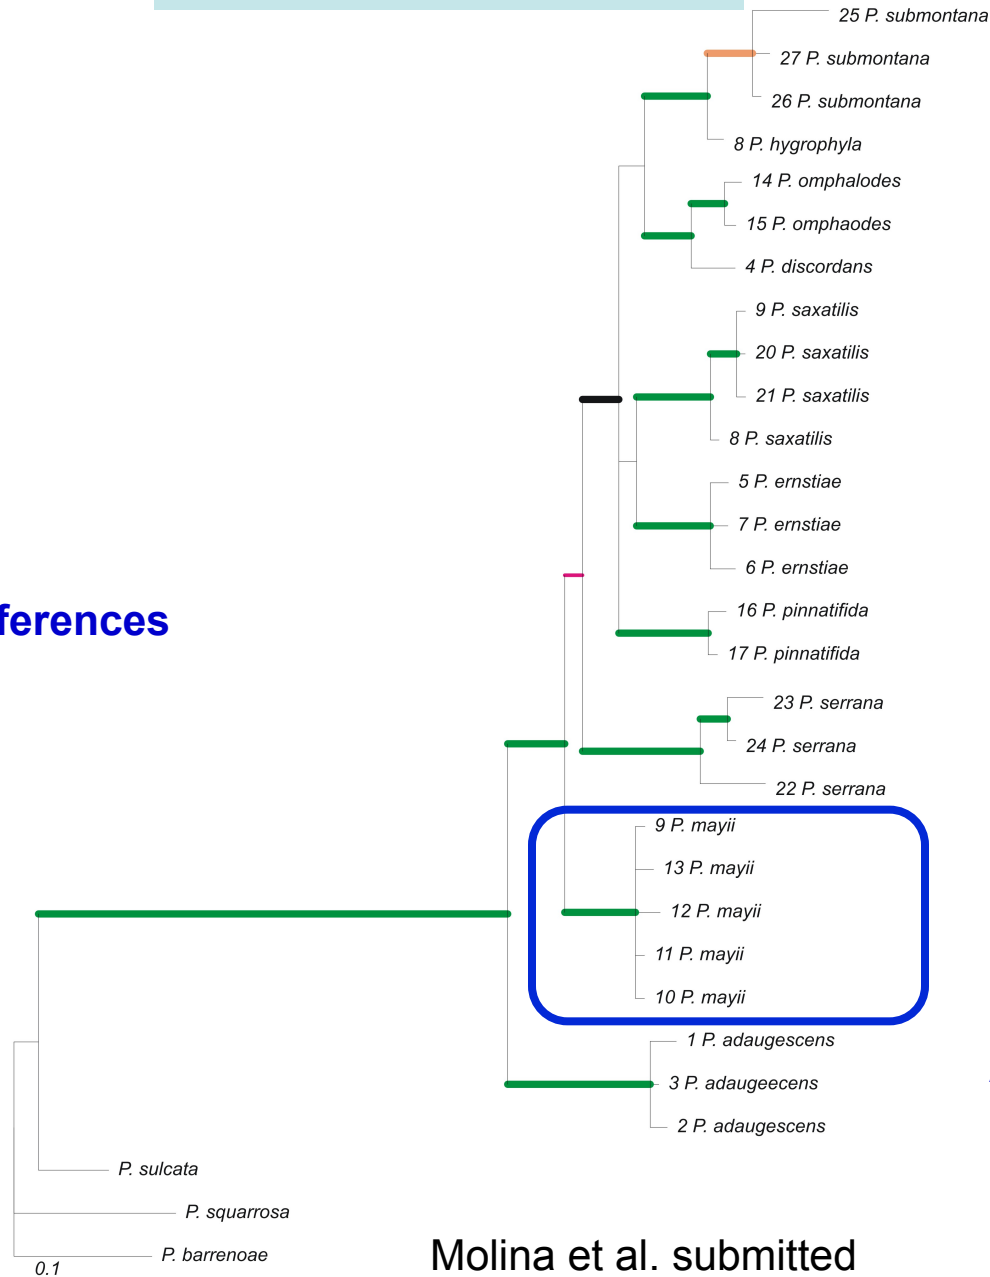 25 P. submontana
27 P. submontana
26 P. submontana
8 P. hygrophyla
14 P. omphalodes
15 P. omphaodes
4 P. discordans
9 P. saxatilis
20 P. saxatilis
21 P. saxatilis
8 P. saxatilis
5 P. ernstiae
7 P. ernstiae
6 P. ernstiae
ferences
16 P. pinnatifida
17 P. pinnatifida
23 P. serrana
24 P. serrana
22 P. serrana
9 P. mayii
13 P. mayii
12 P. mayii
11 P. mayii
10 P. mayii
1 P. adaugescens
3 P. adaugeecens
2 P. adaugescens
P. sulcata
P. squarrosa
P. barrenoae
0.1
Molina et al. submitted